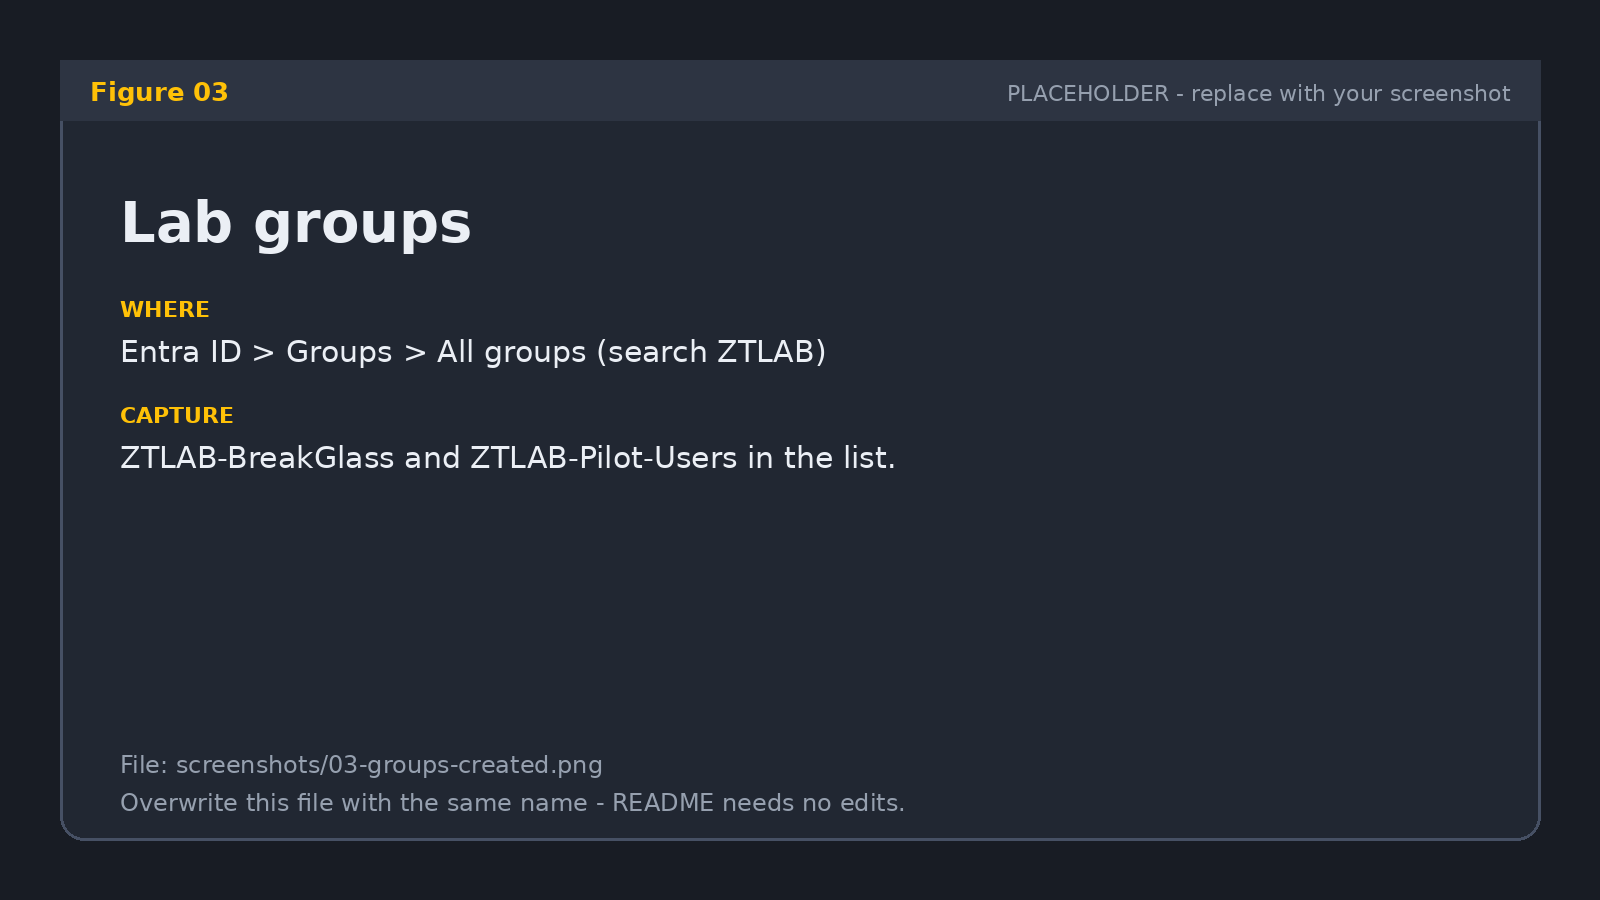 Figure 03
PLACEHOLDER - replace with your screenshot
Lab groups
WHERE
Entra ID > Groups > All groups (search ZTLAB)
CAPTURE
ZTLAB-BreakGlass and ZTLAB-Pilot-Users in the list.
File: screenshots/03-groups-created.png
Overwrite this file with the same name - README needs no edits.